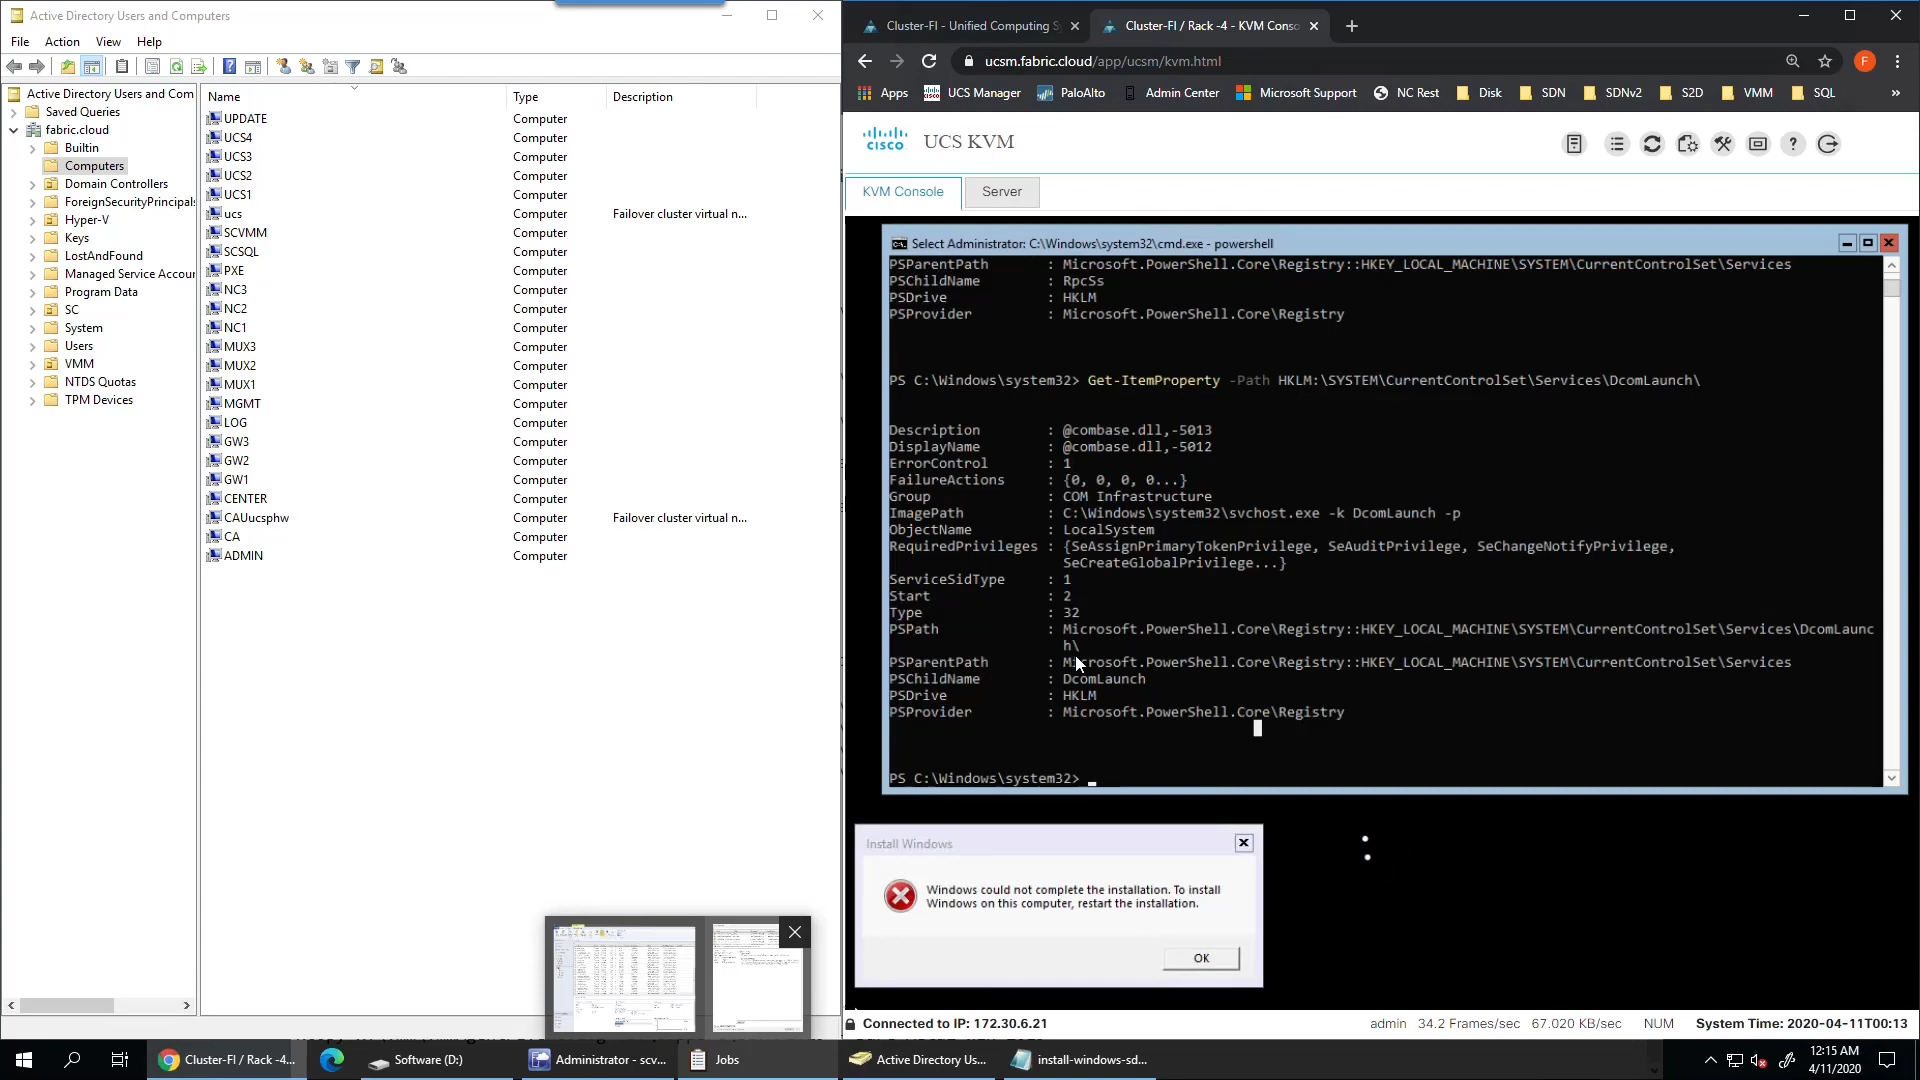 Active Directory Users and Computers
File Action View Help
Active Directory Users and Com
Saved Queries
fabric.cloud
Builtin
Computers
Domain Controllers
ForeignSecurityPrincipals
Hyper-V
Keys
LostAndFound
Managed Service Accour
Program Data
SC
System
Users
VMM
NTDS Quotas
TPM Devices
Name Type Description
UPDATE Computer
UCS4 Computer
UCS3 Computer
UCS2 Computer
UCS1 Computer
ucs Computer Failover cluster virtual n...
SCVMM Computer
SCSQL Computer
PXE Computer
NC3 Computer
NC2 Computer
NC1 Computer
MUX3 Computer
MUX2 Computer
MUX1 Computer
MGMT Computer
LOG Computer
GW3 Computer
GW2 Computer
GW1 Computer
CENTER Computer
CAUucsphw Computer Failover cluster virtual n...
CA Computer
ADMIN Computer
Cluster-FI - Unified Computing S
Cluster-FI / Rack -4 - KVM Conso
ucsm.fabric.cloud/app/ucsm/kvm.html
F
Apps UCS Manager PaloAlto Admin Center Microsoft Support NC Rest Disk SDN SDNv2 S2D VMM SQL »
cisco UCS KVM
KVM Console Server
Select Administrator: C:\Windows\system32\cmd.exe - powershell
PSParentPath : Microsoft.PowerShell.Core\Registry::HKEY_LOCAL_MACHINE\SYSTEM\CurrentControlSet\Services
PSChildName : RpcSs
PSDrive : HKLM
PSProvider : Microsoft.PowerShell.Core\Registry
PS C:\Windows\system32> Get-ItemProperty -Path HKLM:\SYSTEM\CurrentControlSet\Services\DcomLaunch\
Description : @combase.dll,-5013
DisplayName : @combase.dll,-5012
ErrorControl : 1
FailureActions : {0, 0, 0, 0...}
Group : COM Infrastructure
ImagePath : C:\Windows\system32\svchost.exe -k DcomLaunch -p
ObjectName : LocalSystem
RequiredPrivileges : {SeAssignPrimaryTokenPrivilege, SeAuditPrivilege, SeChangeNotifyPrivilege,
SeCreateGlobalPrivilege...}
ServiceSidType : 1
Start : 2
Type : 32
PSPath : Microsoft.PowerShell.Core\Registry::HKEY_LOCAL_MACHINE\SYSTEM\CurrentControlSet\Services\DcomLaunc
h\
PSParentPath : Microsoft.PowerShell.Core\Registry::HKEY_LOCAL_MACHINE\SYSTEM\CurrentControlSet\Services
PSChildName : DcomLaunch
PSDrive : HKLM
PSProvider : Microsoft.PowerShell.Core\Registry
PS C:\Windows\system32> _
Install Windows
Windows could not complete the installation. To install
Windows on this computer, restart the installation.
OK
Connected to IP: 172.30.6.21 admin 34.2 Frames/sec 67.020 KB/sec NUM System Time: 2020-04-11T00:13
Cluster-FI / Rack -4... Software (D:) Administrator - scv... Jobs Active Directory Us... install-windows-sd...
12:15 AM
4/11/2020